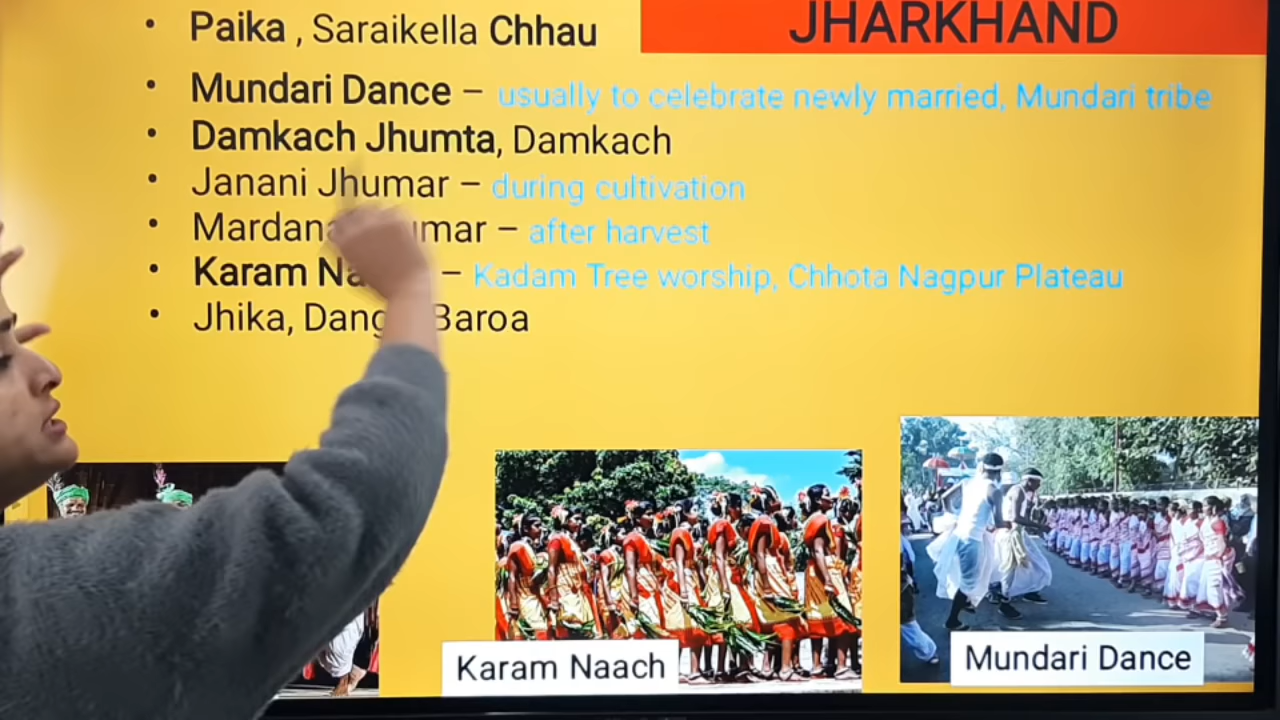 JHARKHAND
• Paika , Saraikella Chhau
• Mundari Dance – usually to celebrate newly married, Mundari tribe
• Damkach Jhumta, Damkach
• Janani Jhumar – during cultivation
• Mardan umar – after harvest
• Karam Na – Kadam Tree worship, Chhota Nagpur Plateau
• Jhika, Dang Baroa
Karam Naach
Mundari Dance